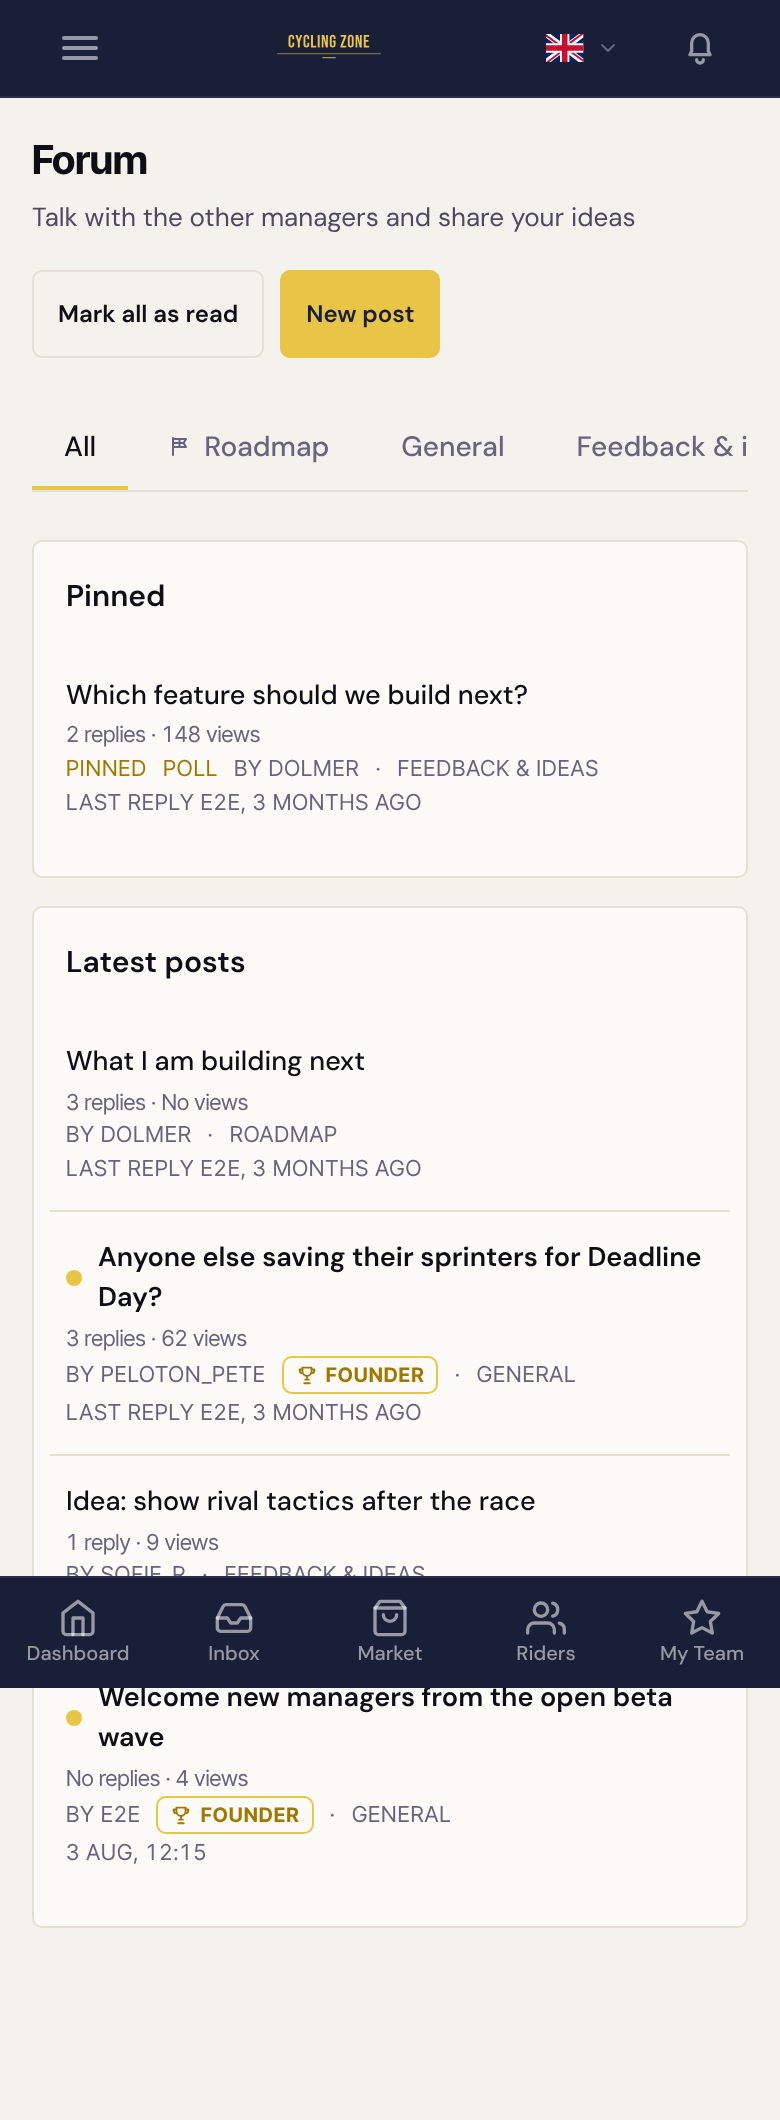 CYCLING ZONE
Forum
Talk with the other managers and share your ideas
Mark all as read
New post
All
Roadmap
General
Feedback & i
Pinned
Which feature should we build next?
2 replies · 148 views
PINNED POLL BY DOLMER · FEEDBACK & IDEAS
LAST REPLY E2E, 3 MONTHS AGO
Latest posts
What I am building next
3 replies · No views
BY DOLMER · ROADMAP
LAST REPLY E2E, 3 MONTHS AGO
Anyone else saving their sprinters for Deadline
Day?
3 replies · 62 views
BY PELOTON_PETE FOUNDER · GENERAL
LAST REPLY E2E, 3 MONTHS AGO
Idea: show rival tactics after the race
1 reply · 9 views
BY SOFIE_R · FEEDBACK & IDEAS
Dashboard
Inbox
Market
Riders
My Team
Welcome new managers from the open beta
wave
No replies · 4 views
BY E2E FOUNDER · GENERAL
3 AUG, 12:15